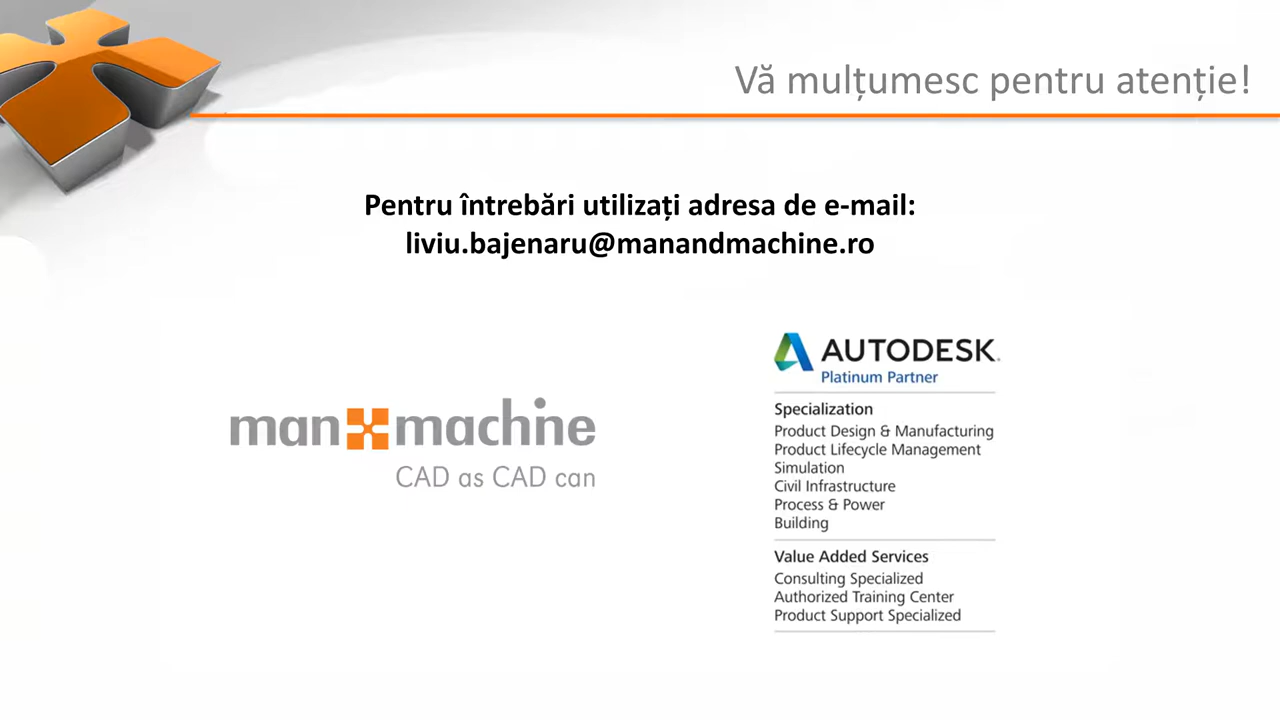 Vă mulțumesc pentru atenție!
Pentru întrebări utilizați adresa de e-mail:
liviu.bajenaru@manandmachine.ro
man machine
CAD as CAD can
AUTODESK
Platinum Partner
Specialization
Product Design & Manufacturing
Product Lifecycle Management
Simulation
Civil Infrastructure
Process & Power
Building
Value Added Services
Consulting Specialized
Authorized Training Center
Product Support Specialized